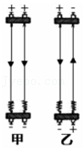 + + + -
- - - +
甲 乙